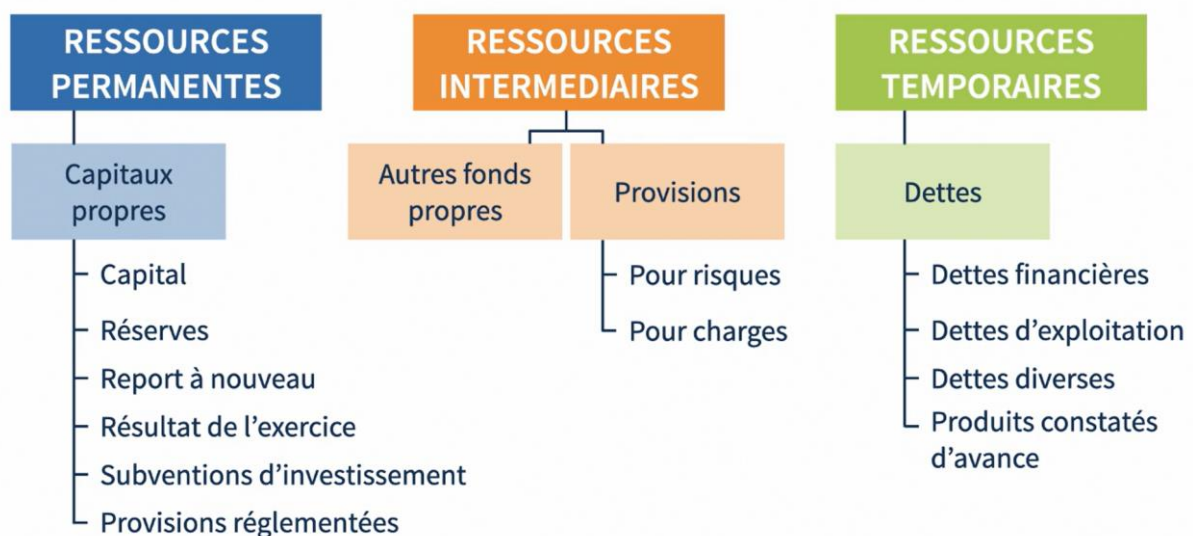 RESSOURCES
PERMANENTES
Capitaux
propres
Capital
Réserves
Report à nouveau
Résultat de l’exercice
Subventions d’investissement
Provisions réglementées
RESSOURCES
INTERMEDIAIRES
Autres fonds
propres
Provisions
Pour risques
Pour charges
RESSOURCES
TEMPORAIRES
Dettes
Dettes financières
Dettes d’exploitation
Dettes diverses
Produits constatés
d’avance